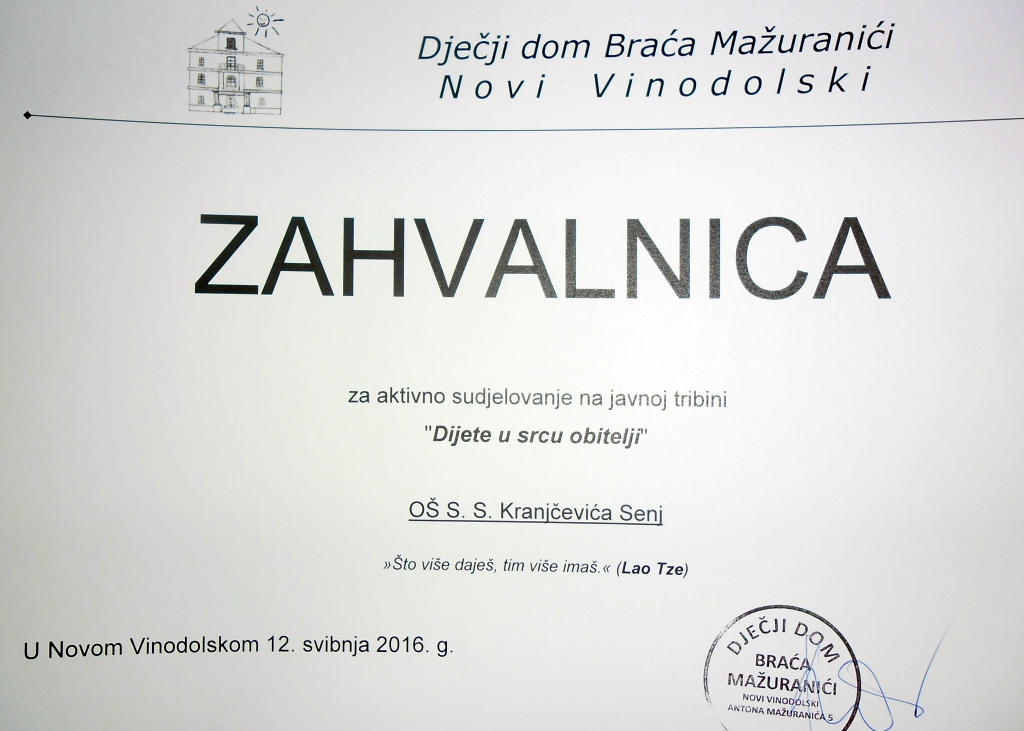 Dječji dom Braća Mažuranići
Novi Vinodolski
ZAHVALNICA
za aktivno sudjelovanje na javnoj tribini
"Dijete u srcu obitelji"
OŠ S. S. Kranjčevića Senj
»Što više daješ, tim više imaš.« (Lao Tze)
U Novom Vinodolskom 12. svibnja 2016. g.
DJEČJI DOM
BRAĆA
MAŽURANIĆI
NOVI VINODOLSKI
ANTONA MAŽURANIĆA 5